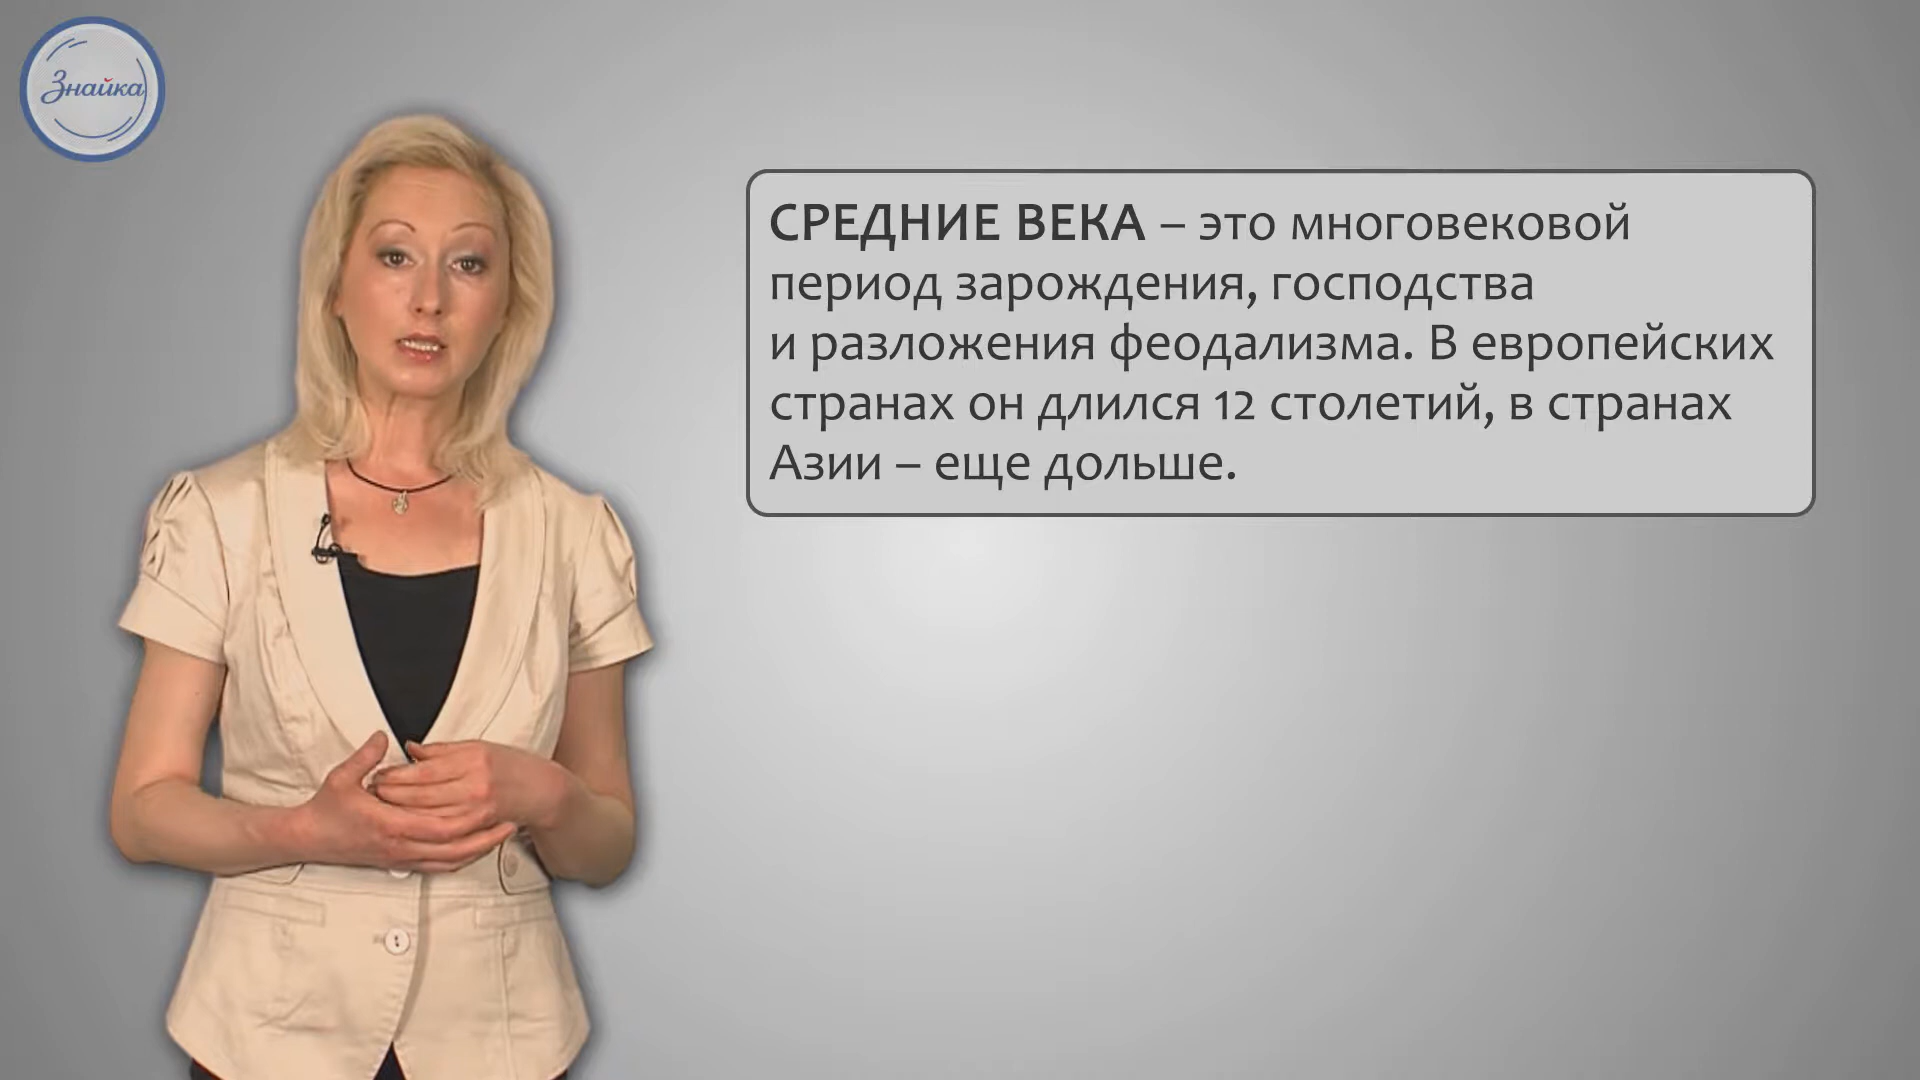 Знайка
СРЕДНИЕ ВЕКА – это многовековой
период зарождения, господства
и разложения феодализма. В европейских
странах он длился 12 столетий, в странах
Азии – еще дольше.